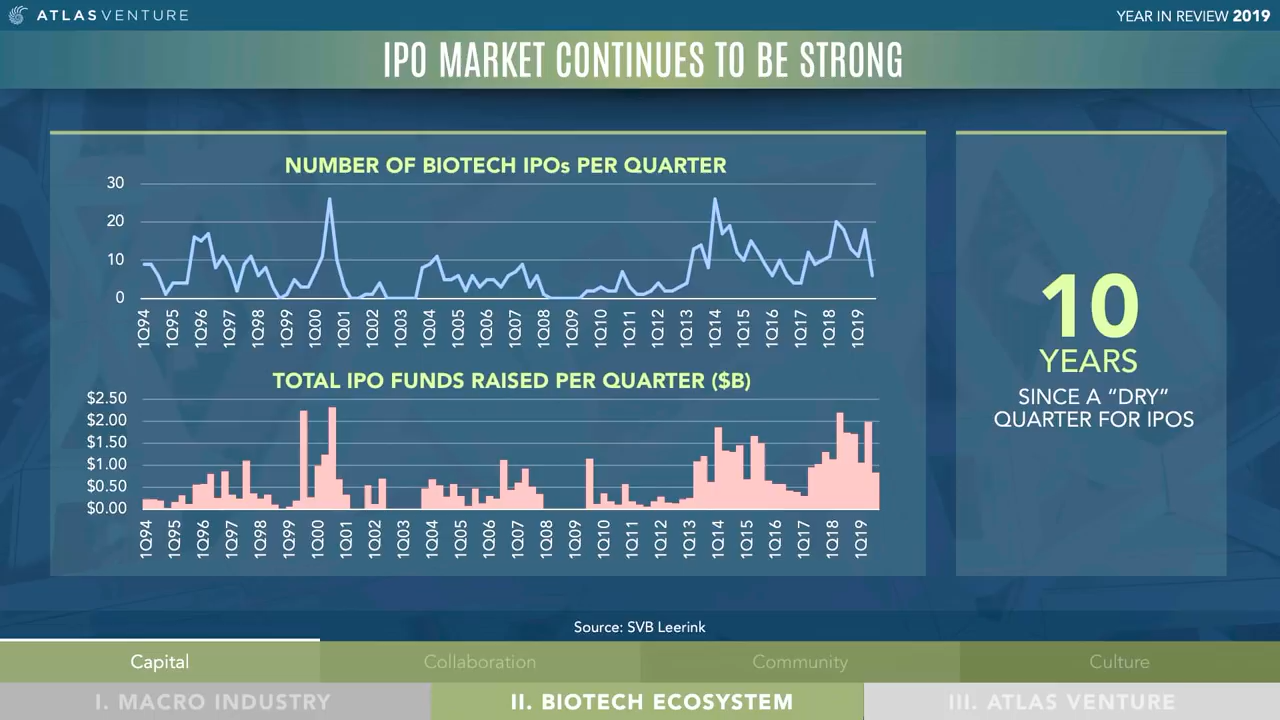 ATLAS VENTURE
YEAR IN REVIEW 2019
IPO MARKET CONTINUES TO BE STRONG
NUMBER OF BIOTECH IPOs PER QUARTER
30
20
10
0
1Q94 1Q95 1Q96 1Q97 1Q98 1Q99 1Q00 1Q01 1Q02 1Q03 1Q04 1Q05 1Q06 1Q07 1Q08 1Q09 1Q10 1Q11 1Q12 1Q13 1Q14 1Q15 1Q16 1Q17 1Q18 1Q19
TOTAL IPO FUNDS RAISED PER QUARTER ($B)
$2.50
$2.00
$1.50
$1.00
$0.50
$0.00
1Q94 1Q95 1Q96 1Q97 1Q98 1Q99 1Q00 1Q01 1Q02 1Q03 1Q04 1Q05 1Q06 1Q07 1Q08 1Q09 1Q10 1Q11 1Q12 1Q13 1Q14 1Q15 1Q16 1Q17 1Q18 1Q19
10
YEARS
SINCE A “DRY”
QUARTER FOR IPOS
Source: SVB Leerink
Capital Collaboration Community Culture
I. MACRO INDUSTRY II. BIOTECH ECOSYSTEM III. ATLAS VENTURE